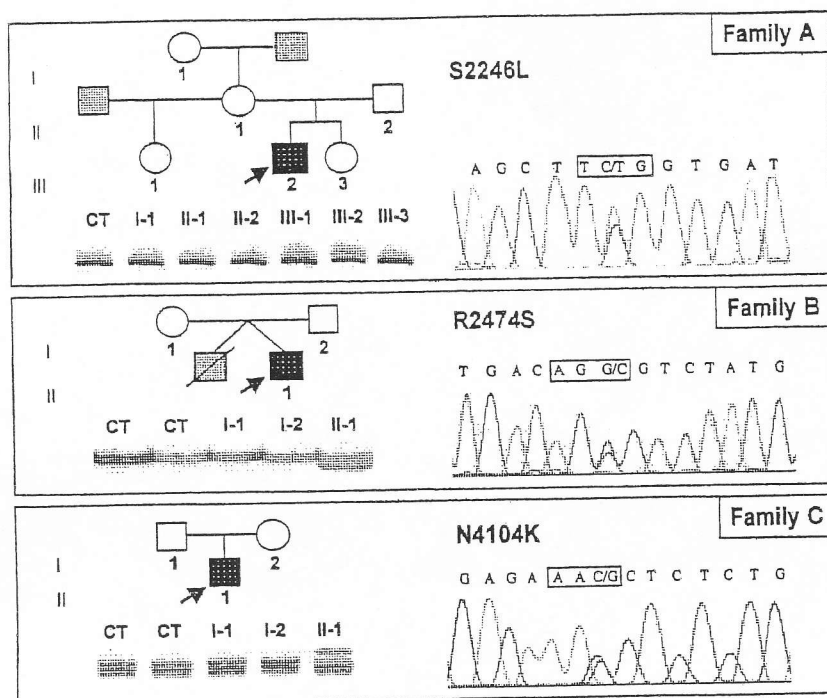 Family A
I
1
S2246L
II
1
2
III
1
2
3
A G C T T C/T G G T G A T
CT I-1 II-1 II-2 III-1 III-2 III-3
Family B
I
1
2
R2474S
II
1
T G A C A G G/C G T C T A T G
CT CT I-1 I-2 II-1
Family C
I
1
2
N4104K
II
1
G A G A A A C/G C T C T C T G
CT CT I-1 I-2 II-1